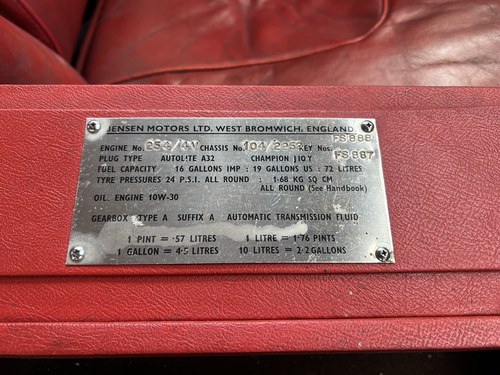 JENSEN MOTORS LTD. WEST BROMWICH. ENGLAND
FS 888
ENGINE No. CHASSIS No. KEY Nos.
FS 887
PLUG TYPE AUTOLITE A32 CHAMPION J10Y
FUEL CAPACITY 16 GALLONS IMP : 19 GALLONS US : 72 LITRES
TYRE PRESSURES 24 P.S.I. ALL ROUND : 1·68 KG SQ CM
ALL ROUND (See Handbook)
OIL. ENGINE 10W-30
GEARBOX TYPE A SUFFIX A AUTOMATIC TRANSMISSION FLUID
1 PINT = ·57 LITRES 1 LITRE = 1·76 PINTS
1 GALLON = 4·5 LITRES 10 LITRES = 2·2 GALLONS